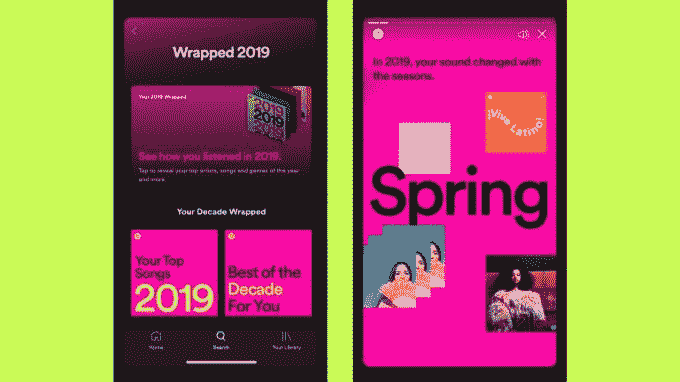 Wrapped 2019
Your 2019 Wrapped
2019
See how you listened in 2019.
Tap to reveal your top artists, songs and genres of the year
and more.
Your Decade Wrapped
Your Top
Songs
2019
Best of the
Decade
For You
Home
Search
Your Library
In 2019, your sound changed with
the seasons.
¡Viva Latino!
Spring